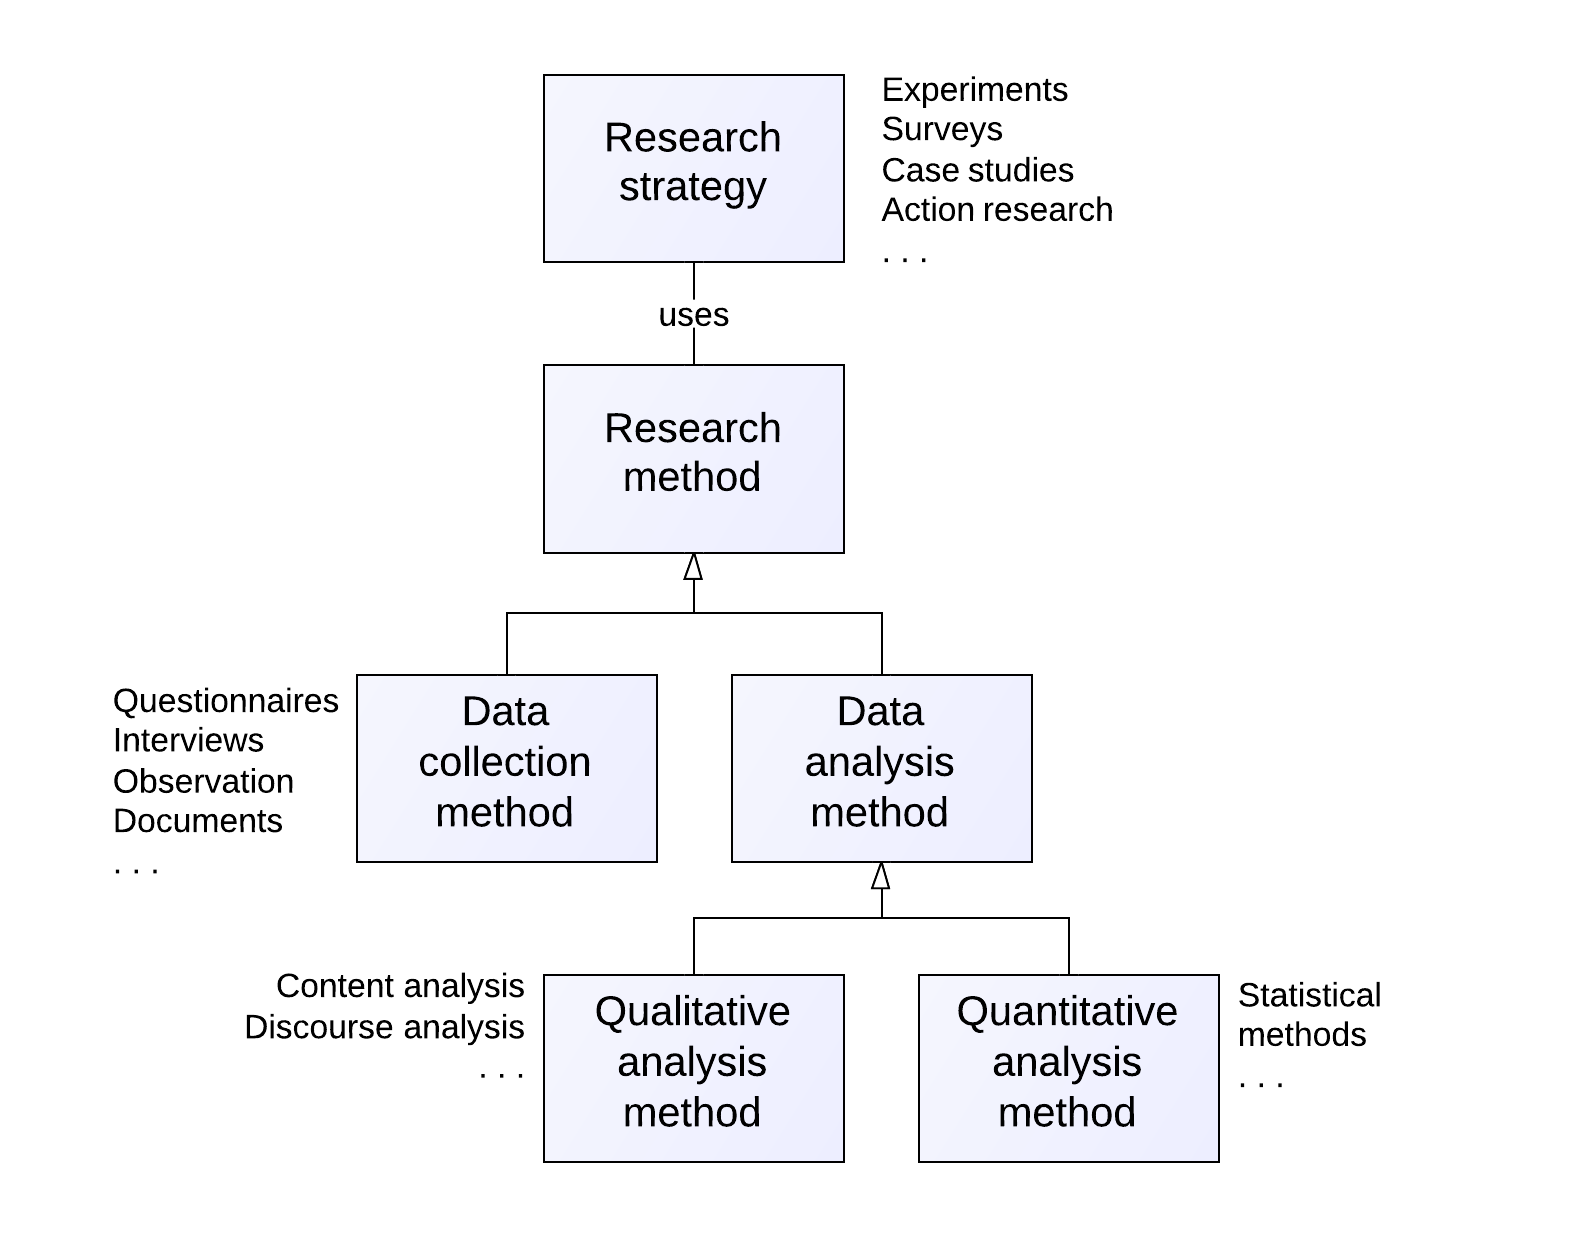 Research
strategy
Experiments
Surveys
Case studies
Action research
. . .
uses
Research
method
Questionnaires
Interviews
Observation
Documents
. . .
Data
collection
method
Data
analysis
method
Content analysis
Discourse analysis
. . .
Qualitative
analysis
method
Quantitative
analysis
method
Statistical
methods
. . .